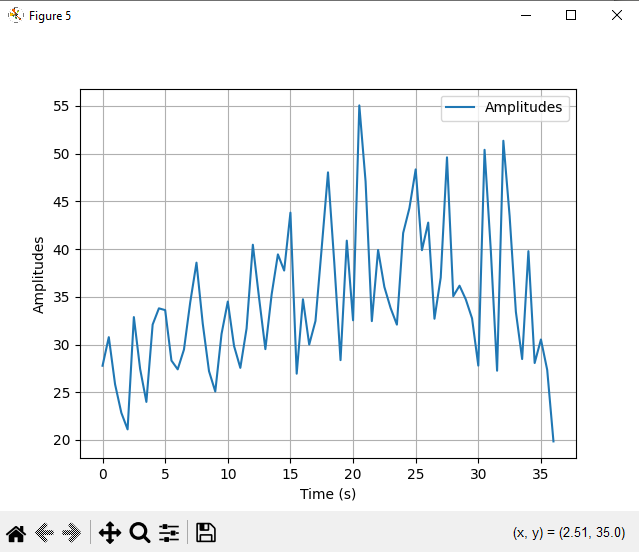 Figure 5
Amplitudes
55
50
45
40
35
30
25
20
Amplitudes
0 5 10 15 20 25 30 35
Time (s)
(x, y) = (2.51, 35.0)